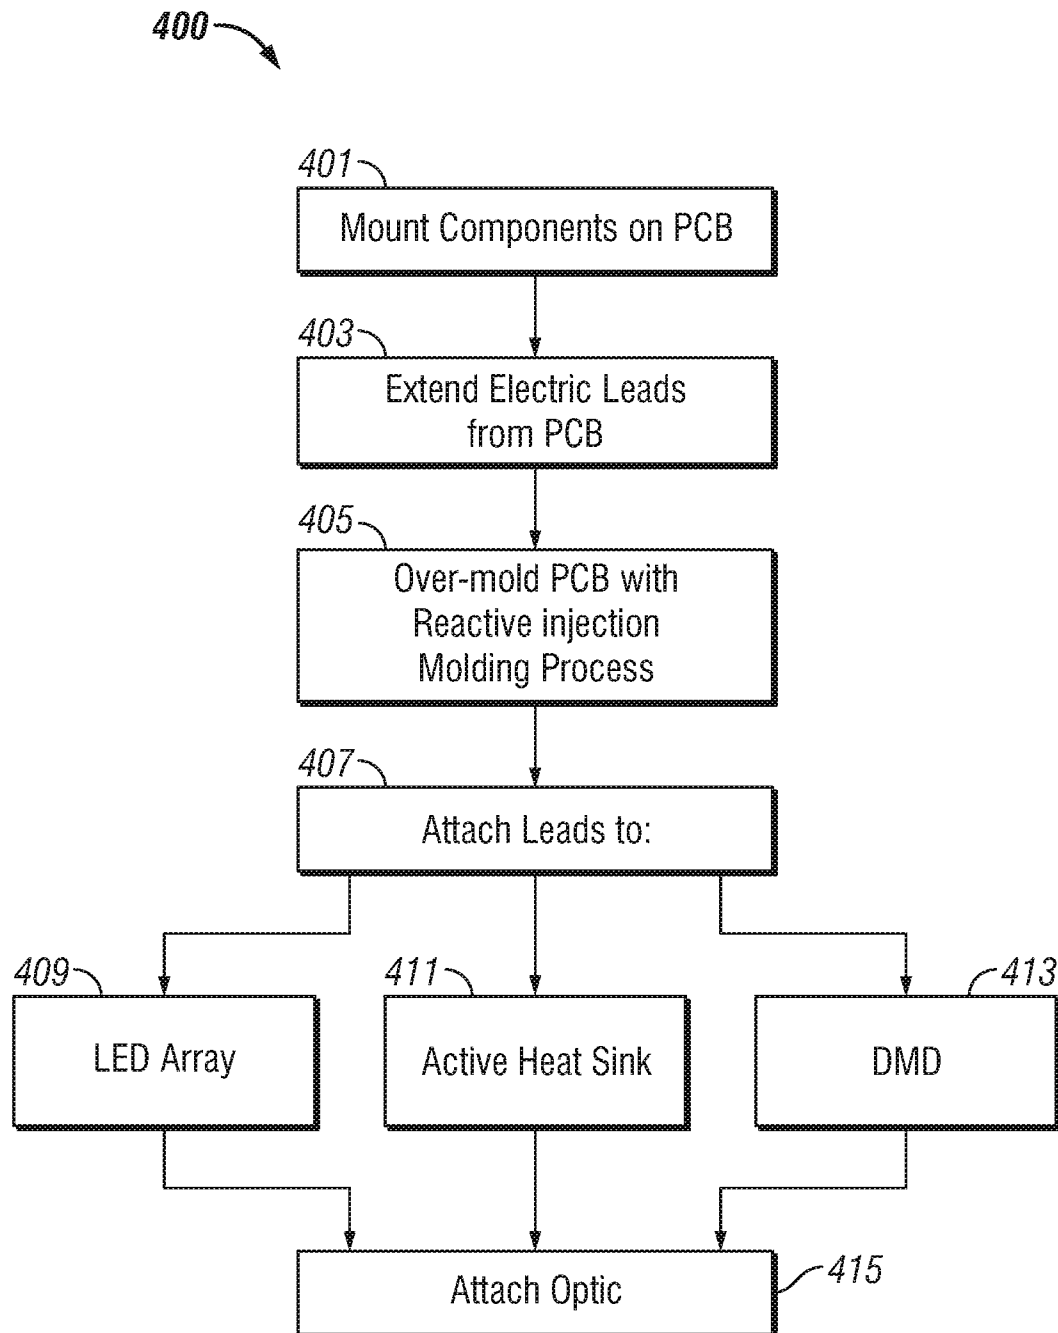 400
401
Mount Components on PCB
403
Extend Electric Leads
from PCB
405
Over-mold PCB with
Reactive injection
Molding Process
407
Attach Leads to:
409
LED Array
411
Active Heat Sink
413
DMD
Attach Optic
415